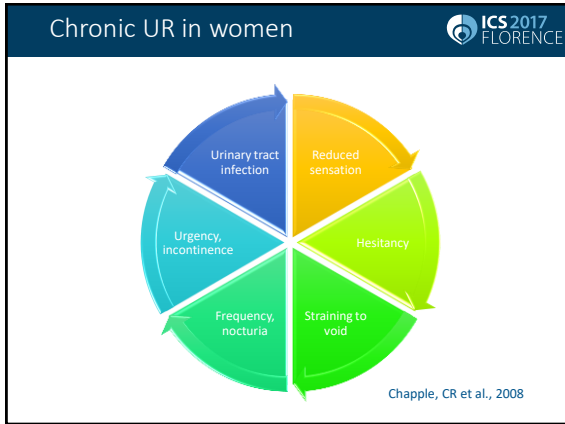 Chronic UR in women
ICS 2017
FLORENCE
Urinary tract
infection
Reduced
sensation
Urgency,
incontinence
Hesitancy
Frequency,
nocturia
Straining to
void
Chapple, CR et al., 2008